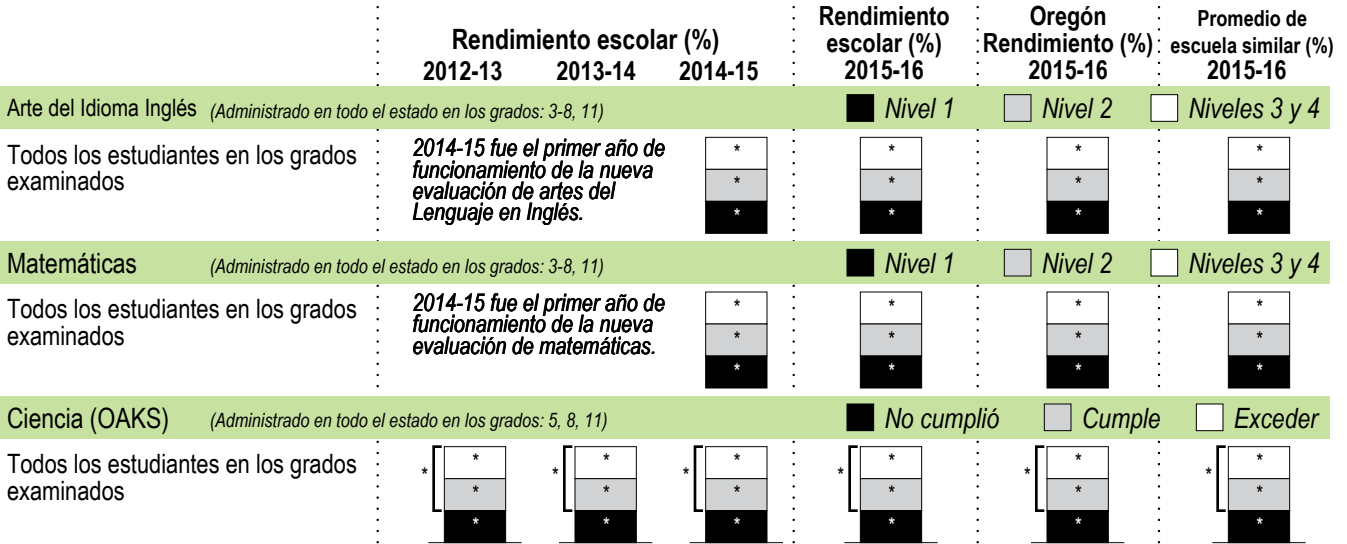 Rendimiento escolar (%)
2012-13 2013-14 2014-15
Rendimiento
escolar (%)
2015-16
Oregón
Rendimiento (%)
2015-16
Promedio de
escuela similar (%)
2015-16
Arte del Idioma Inglés (Administrado en todo el estado en los grados: 3-8, 11) Nivel 1 Nivel 2 Niveles 3 y 4
Todos los estudiantes en los grados
examinados
2014-15 fue el primer año de
funcionamiento de la nueva
evaluación de artes del
Lenguaje en Inglés.
* * * *
* * * *
* * * *
Matemáticas (Administrado en todo el estado en los grados: 3-8, 11) Nivel 1 Nivel 2 Niveles 3 y 4
Todos los estudiantes en los grados
examinados
2014-15 fue el primer año de
funcionamiento de la nueva
evaluación de matemáticas.
* * * *
* * * *
* * * *
Ciencia (OAKS) (Administrado en todo el estado en los grados: 5, 8, 11) No cumplió Cumple Exceder
Todos los estudiantes en los grados
examinados
* * * * * *
* * * * * *
* * * * * *
* * * * * *